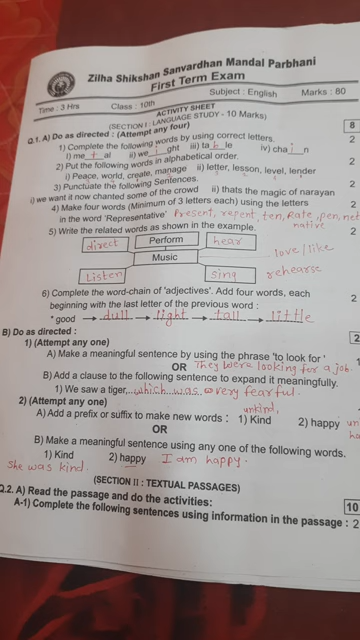 Zilha Shikshan Sanvardhan Mandal Parbhani
First Term Exam
Subject : English Marks : 80
Time : 3 Hrs Class : 10th
ACTIVITY SHEET
(SECTION I : LANGUAGE STUDY - 10 Marks) 8
Q.1. A) Do as directed : (Attempt any four)
1) Complete the following words by using correct letters. 2
i) me_t_al ii) we_i_ght iii) ta_b_le iv) cha_i_n
2) Put the following words in alphabetical order. 2
i) Peace, world, create, manage ii) letter, lesson, level, lender
3) Punctuate the following Sentences. 2
i) we want it now chanted some of the crowd ii) thats the magic of narayan
4) Make four words (Minimum of 3 letters each) using the letters 2
in the word 'Representative' Present, repent, ten, Rate, pen, net
native
5) Write the related words as shown in the example. 2
direct Perform hear
Music love/like
Listen sing rehearse
6) Complete the word-chain of 'adjectives'. Add four words, each 2
beginning with the last letter of the previous word :
* good → dull → light → tall → little
B) Do as directed : 2
1) (Attempt any one)
A) Make a meaningful sentence by using the phrase 'to look for'
OR They were looking for a job.
B) Add a clause to the following sentence to expand it meaningfully.
1) We saw a tiger, which was very fearful.
2) (Attempt any one) unkind,
A) Add a prefix or suffix to make new words : 1) Kind 2) happy un
OR
B) Make a meaningful sentence using any one of the following words.
1) Kind 2) happy I am happy.
She was kind.
(SECTION II : TEXTUAL PASSAGES)
Q.2. A) Read the passage and do the activities: 10
A-1) Complete the following sentences using information in the passage : 2